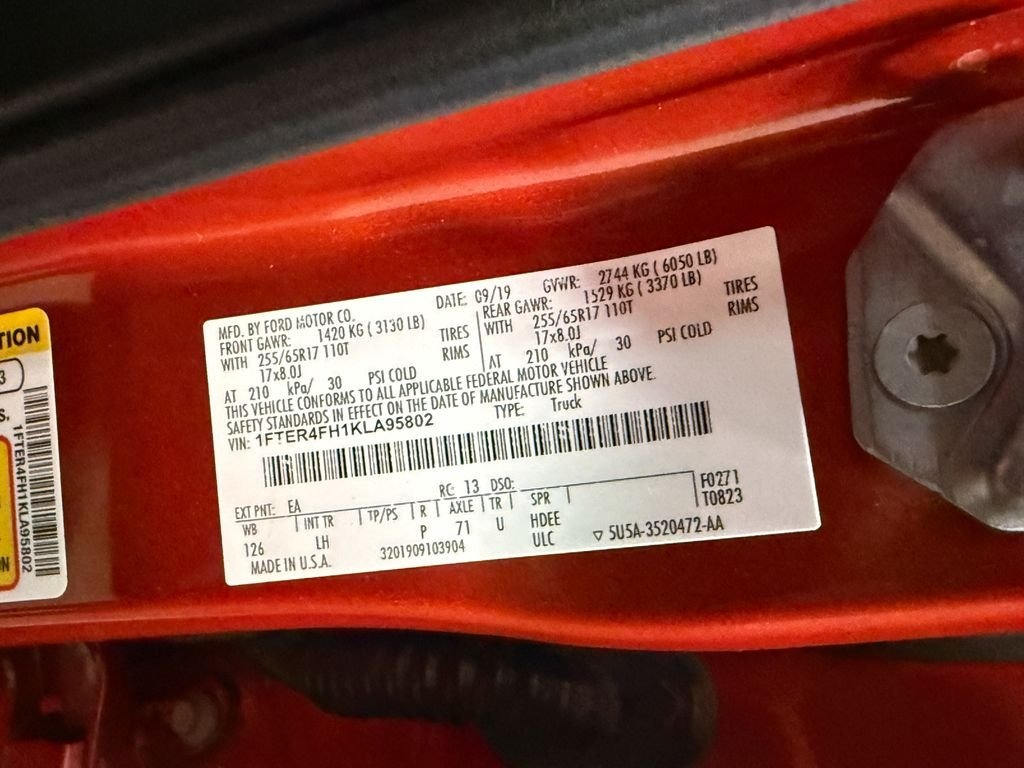 TION
3
s.
1FTER4FH1KLA95802
N
MFD. BY FORD MOTOR CO.
DATE: 09/19 GVWR: 2744 KG ( 6050 LB)
FRONT GAWR: 1420 KG ( 3130 LB)
WITH 255/65R17 110T TIRES
17x8.0J RIMS
AT 210 kPa/ 30 PSI COLD
REAR GAWR: 1529 KG ( 3370 LB)
WITH 255/65R17 110T TIRES
17x8.0J RIMS
AT 210 kPa/ 30 PSI COLD
THIS VEHICLE CONFORMS TO ALL APPLICABLE FEDERAL MOTOR VEHICLE
SAFETY STANDARDS IN EFFECT ON THE DATE OF MANUFACTURE SHOWN ABOVE.
VIN: 1FTER4FH1KLA95802 TYPE: Truck
EXT PNT: EA RC: 13 DSO: F0271
WB INT TR TP/PS R AXLE TR SPR T0823
126 LH P 71 U HDEE
MADE IN U.S.A. 3201909103904 ULC ▽ 5U5A-3520472-AA